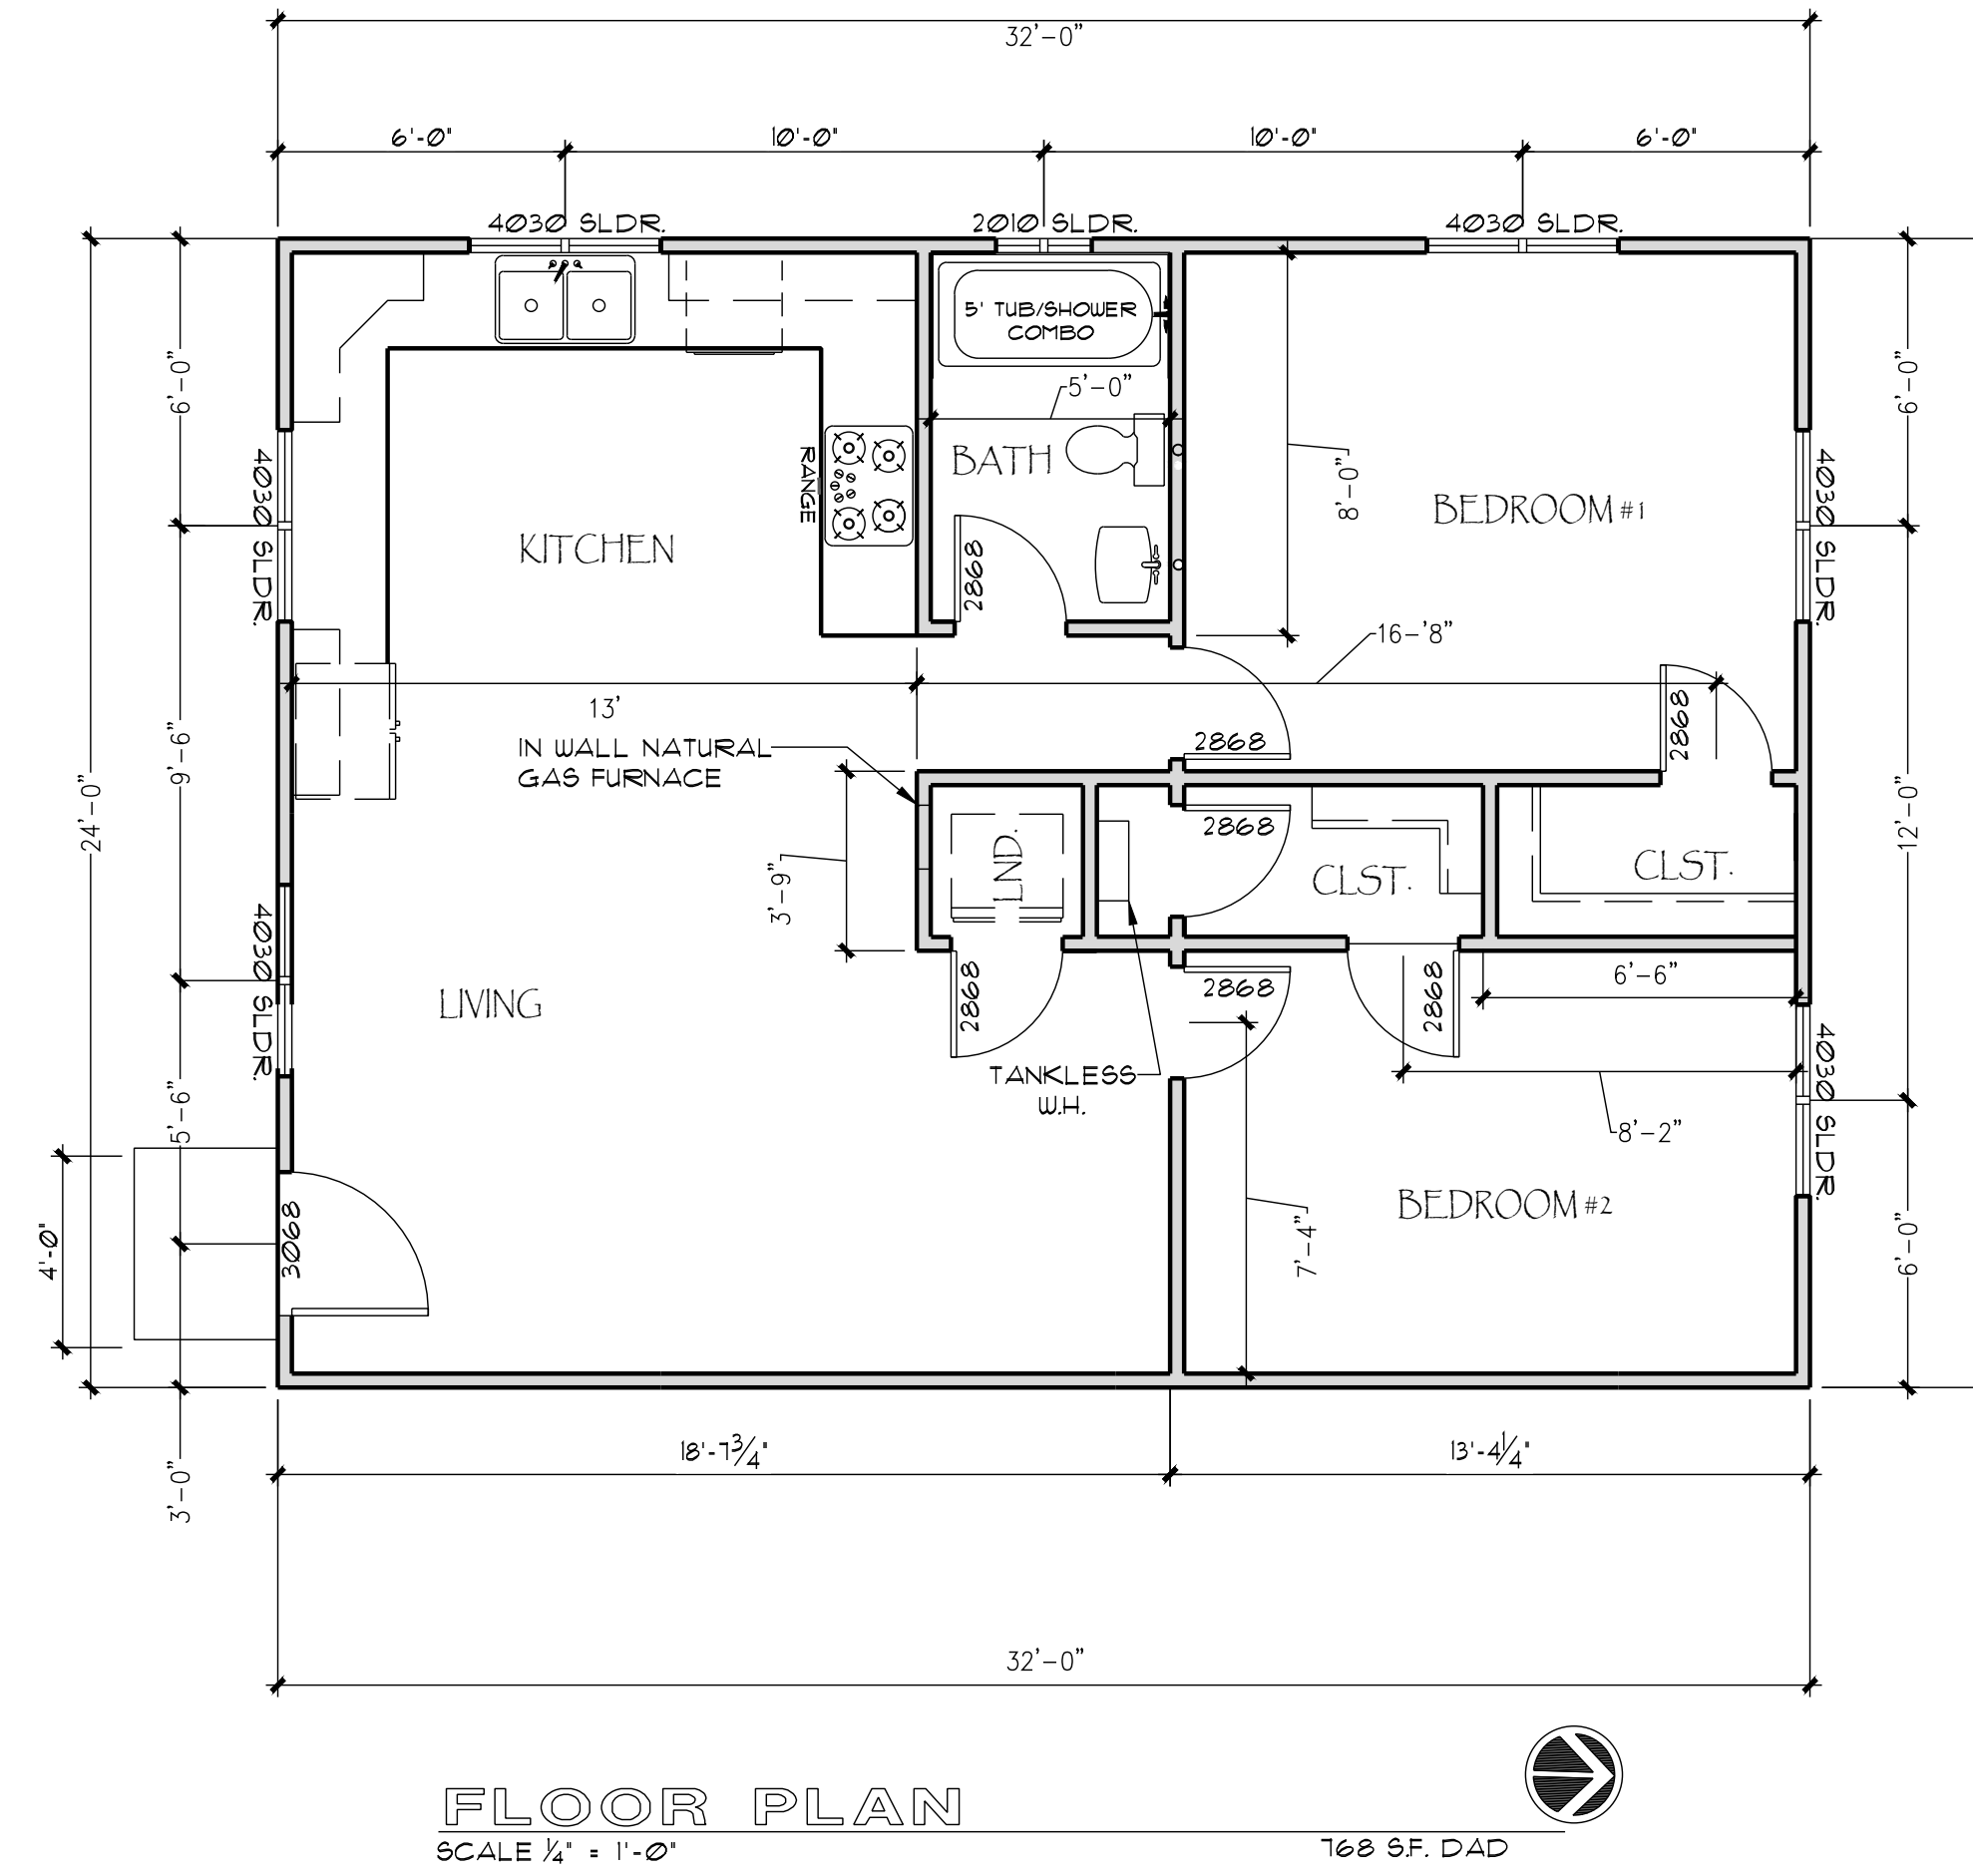 32'-0"
6'-0"
10'-0"
10'-0"
6'-0"
4030 SLDR.
2010 SLDR.
4030 SLDR.
5' TUB/SHOWER
COMBO
5'-0"
6'-0"
6'-0"
4030 SLDR.
RANGE
BATH
8'-0"
BEDROOM #1
4030 SLDR.
KITCHEN
2868
16-'8"
13'
2868
2868
IN WALL NATURAL
GAS FURNACE
24'-0"
9'-6"
12'-0"
3'-9"
LND.
2868
CLST.
CLST.
4030 SLDR.
LIVING
2868
2868
2868
6'-6"
TANKLESS
W.H.
4030 SLDR.
5'-6"
8'-2"
4'-0"
3068
7'-4"
BEDROOM #2
6'-0"
18'-7 3/4"
13'-4 1/4"
3'-0"
32'-0"
FLOOR PLAN
SCALE 1/4" = 1'-0"
768 S.F. DAD